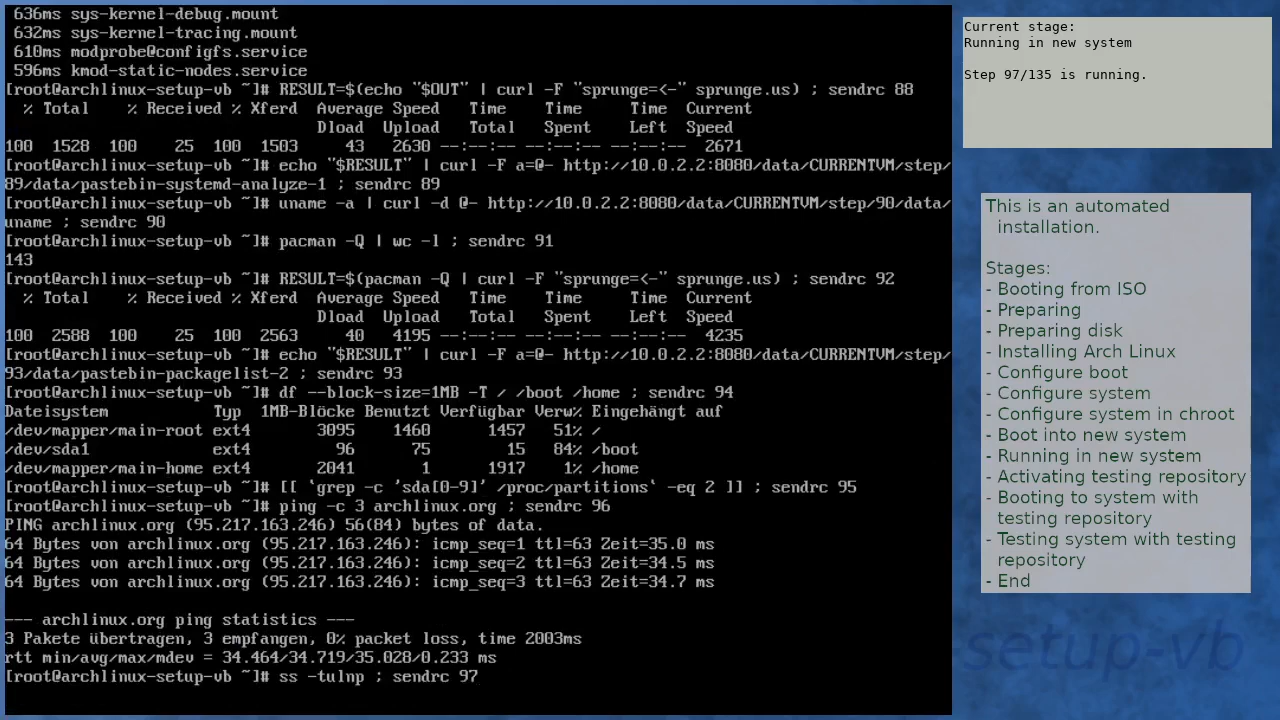 636ms sys-kernel-debug.mount
632ms sys-kernel-tracing.mount
610ms modprobe@configfs.service
596ms kmod-static-nodes.service
[root@archlinux-setup-vb ~]# RESULT=$(echo "$OUT" | curl -F "sprunge=<-" sprunge.us) ; sendrc 88
% Total % Received % Xferd Average Speed Time Time Time Current
Dload Upload Total Spent Left Speed
100 1528 100 25 100 1503 43 2630 --:--:-- --:--:-- --:--:-- 2671
[root@archlinux-setup-vb ~]# echo "$RESULT" | curl -F a=@- http://10.0.2.2:8080/data/CURRENTVM/step/
89/data/pastebin-systemd-analyze-1 ; sendrc 89
[root@archlinux-setup-vb ~]# uname -a | curl -d @- http://10.0.2.2:8080/data/CURRENTVM/step/90/data/
uname ; sendrc 90
[root@archlinux-setup-vb ~]# pacman -Q | wc -l ; sendrc 91
143
[root@archlinux-setup-vb ~]# RESULT=$(pacman -Q | curl -F "sprunge=<-" sprunge.us) ; sendrc 92
% Total % Received % Xferd Average Speed Time Time Time Current
Dload Upload Total Spent Left Speed
100 2588 100 25 100 2563 40 4195 --:--:-- --:--:-- --:--:-- 4235
[root@archlinux-setup-vb ~]# echo "$RESULT" | curl -F a=@- http://10.0.2.2:8080/data/CURRENTVM/step/
93/data/pastebin-packagelist-2 ; sendrc 93
[root@archlinux-setup-vb ~]# df --block-size=1MB -T / /boot /home ; sendrc 94
Dateisystem Typ 1MB-Blöcke Benutzt Verfügbar Verw% Eingehängt auf
/dev/mapper/main-root ext4 3095 1460 1457 51% /
/dev/sda1 ext4 96 75 15 84% /boot
/dev/mapper/main-home ext4 2041 1 1917 1% /home
[root@archlinux-setup-vb ~]# [[ `grep -c 'sda[0-9]' /proc/partitions` -eq 2 ]] ; sendrc 95
[root@archlinux-setup-vb ~]# ping -c 3 archlinux.org ; sendrc 96
PING archlinux.org (95.217.163.246) 56(84) bytes of data.
64 Bytes von archlinux.org (95.217.163.246): icmp_seq=1 ttl=63 Zeit=35.0 ms
64 Bytes von archlinux.org (95.217.163.246): icmp_seq=2 ttl=63 Zeit=34.5 ms
64 Bytes von archlinux.org (95.217.163.246): icmp_seq=3 ttl=63 Zeit=34.7 ms
--- archlinux.org ping statistics ---
3 Pakete übertragen, 3 empfangen, 0% packet loss, time 2003ms
rtt min/avg/max/mdev = 34.464/34.719/35.028/0.233 ms
[root@archlinux-setup-vb ~]# ss -tulnp ; sendrc 97
Current stage:
Running in new system
Step 97/135 is running.
This is an automated
installation.
Stages:
- Booting from ISO
- Preparing
- Preparing disk
- Installing Arch Linux
- Configure boot
- Configure system
- Configure system in chroot
- Boot into new system
- Running in new system
- Activating testing repository
- Booting to system with
testing repository
- Testing system with testing
repository
- End
setup-vb